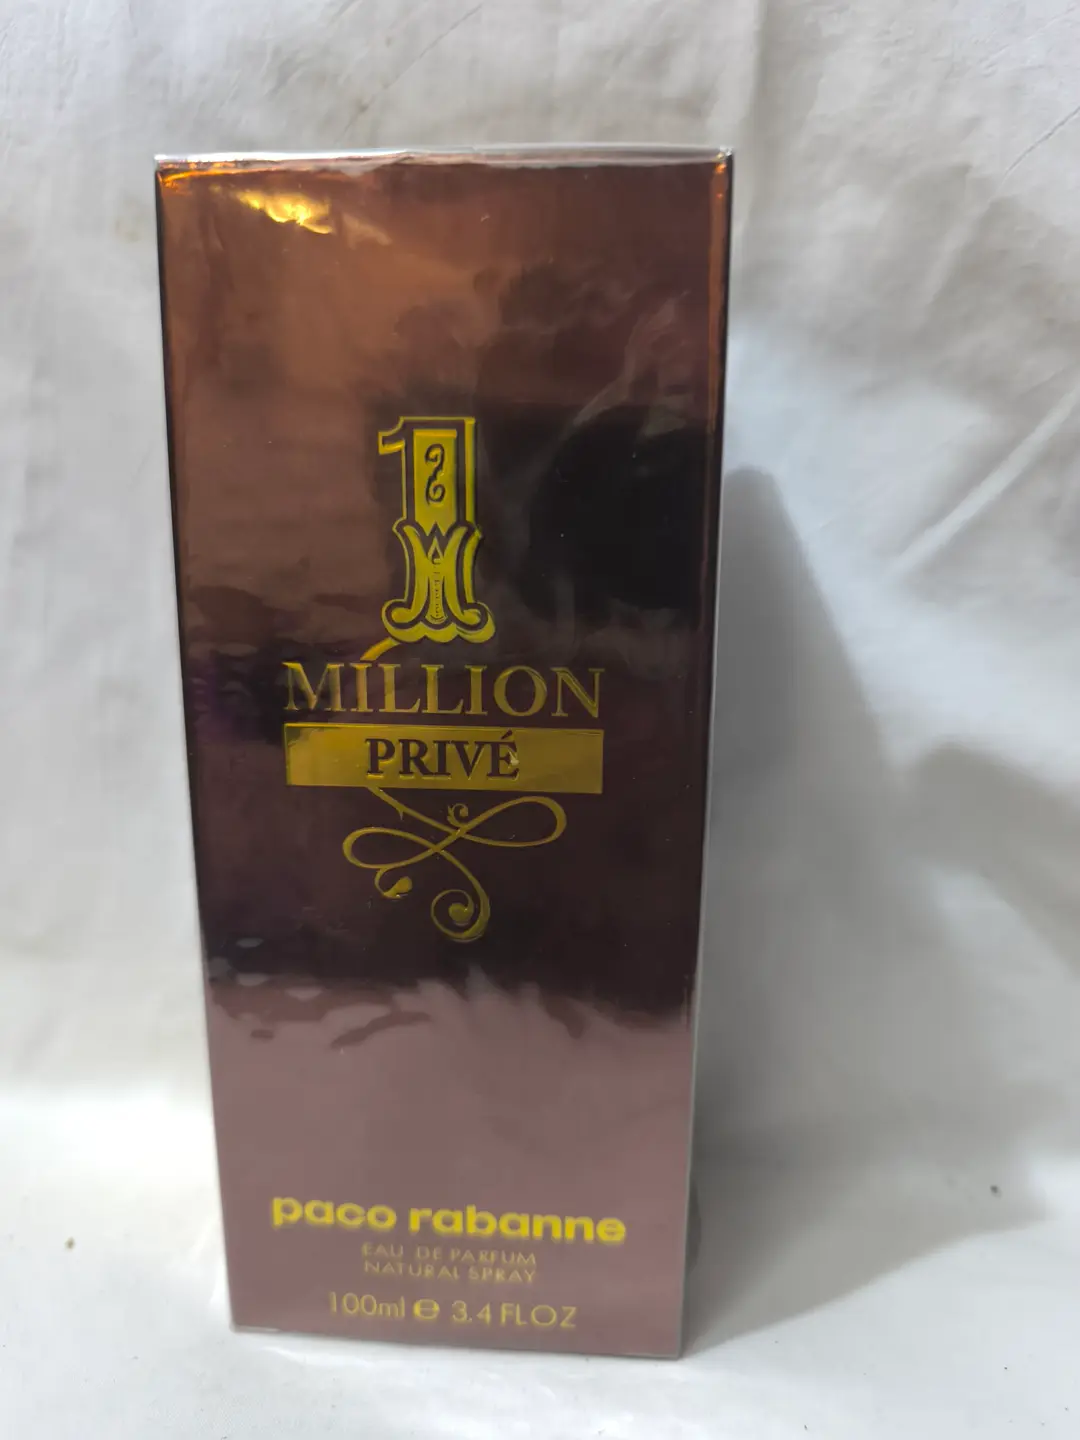 1
MILLION
PRIVÉ
paco rabanne
EAU DE PARFUM
NATURAL SPRAY
100ml e 3.4 FL OZ